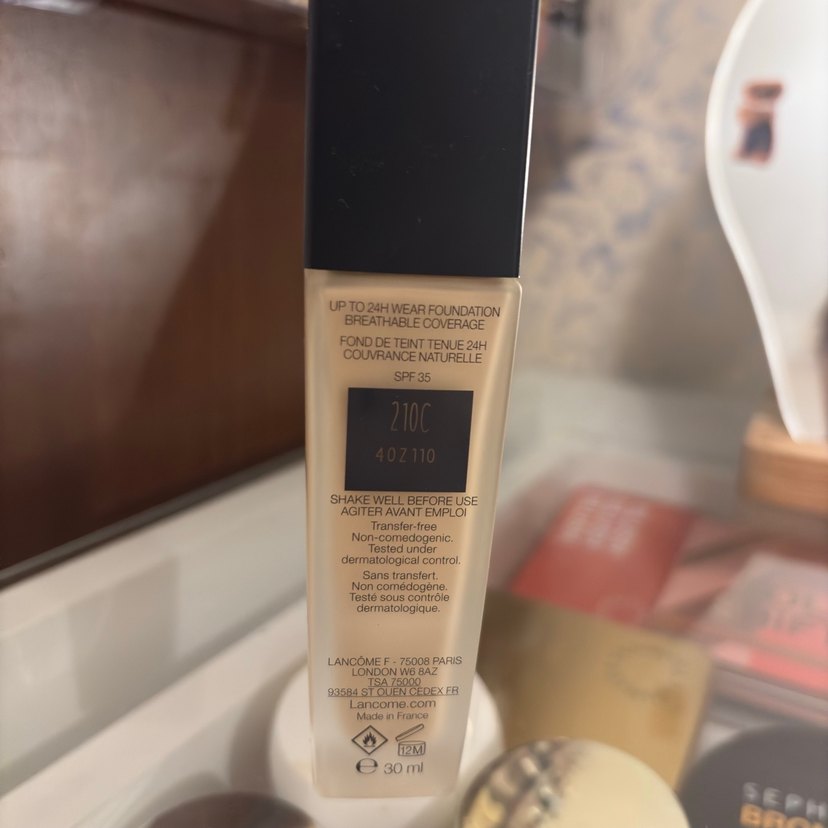 UP TO 24H WEAR FOUNDATION
BREATHABLE COVERAGE
FOND DE TEINT TENUE 24H
COUVRANCE NATURELLE
SPF 35
210C
40Z110
SHAKE WELL BEFORE USE
AGITER AVANT EMPLOI
Transfer-free
Non-comedogenic.
Tested under
dermatological control.
Sans transfert.
Non comédogène.
Testé sous contrôle
dermatologique.
LANCÔME F - 75008 PARIS
LONDON W6 8AZ
TSA 75000
93584 ST OUEN CEDEX FR
Lancome.com
Made in France
12M
℮ 30 ml
SEPH
BRON